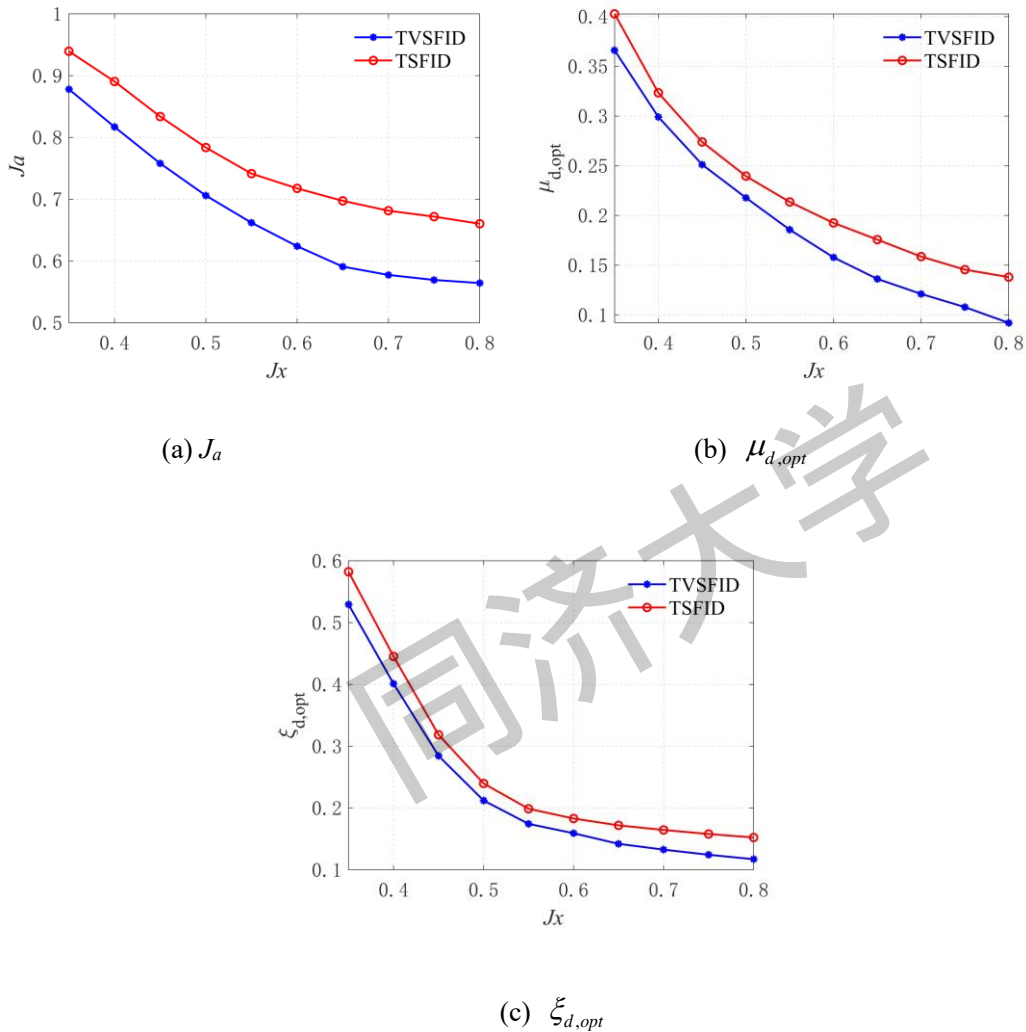 1
0.9
0.8
0.7
0.6
0.5
Ja
0.4
0.5
0.6
0.7
0.8
Jx
TVSFID
TSFID
(a) Jₐ
0.4
0.35
0.3
0.25
0.2
0.15
0.1
μd,opt
0.4
0.5
0.6
0.7
0.8
Jx
TVSFID
TSFID
(b) μd,opt
0.6
0.5
0.4
0.3
0.2
0.1
ξd,opt
0.4
0.5
0.6
0.7
0.8
Jx
TVSFID
TSFID
(c) ξd,opt
同济大学